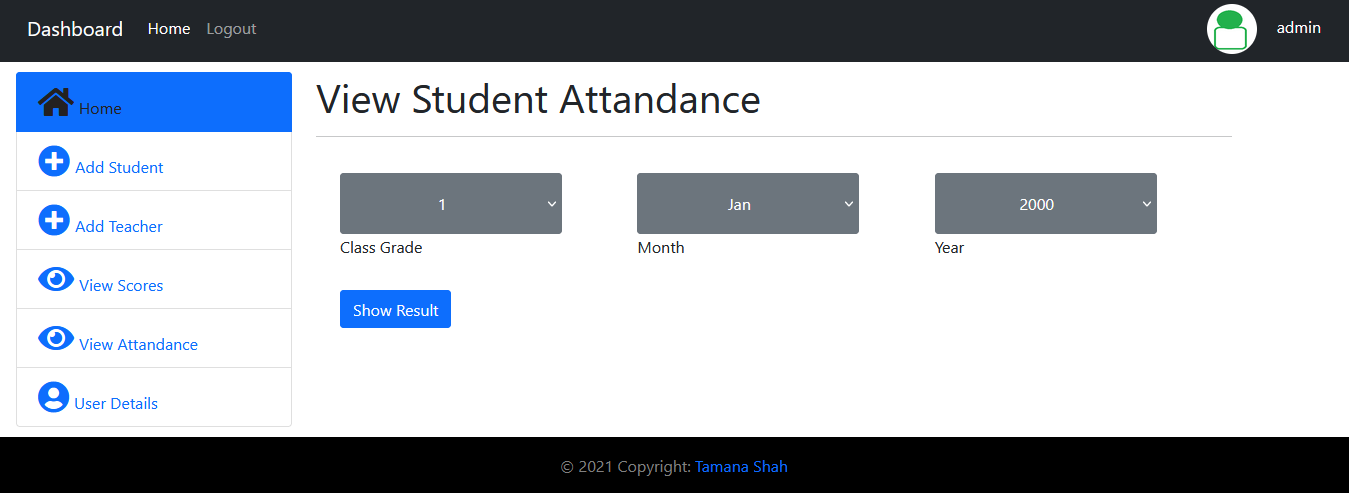 Dashboard Home Logout admin
Home
Add Student
Add Teacher
View Scores
View Attandance
User Details
View Student Attandance
1 Jan 2000
Class Grade Month Year
Show Result
© 2021 Copyright: Tamana Shah